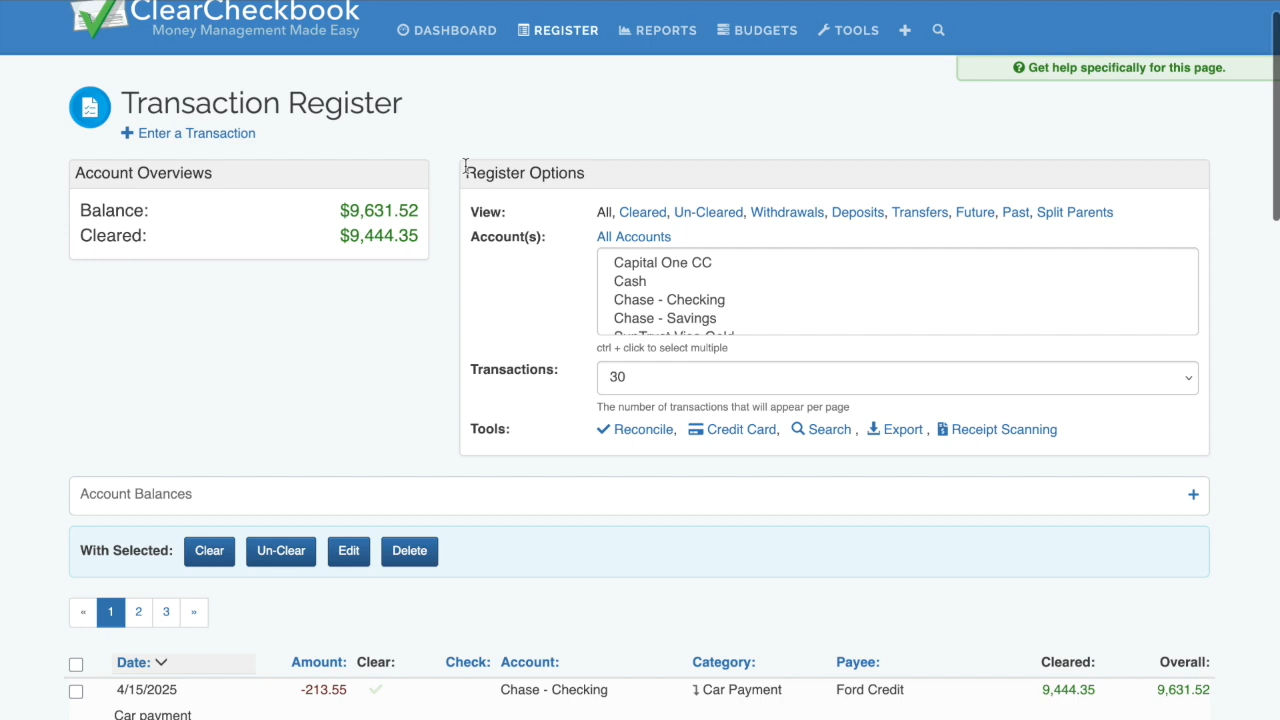 ClearCheckbook
Money Management Made Easy
DASHBOARD REGISTER REPORTS BUDGETS TOOLS
Get help specifically for this page.
Transaction Register
Enter a Transaction
Account Overviews
Balance: $9,631.52
Cleared: $9,444.35
Register Options
View: All, Cleared, Un-Cleared, Withdrawals, Deposits, Transfers, Future, Past, Split Parents
Account(s): All Accounts
Capital One CC
Cash
Chase - Checking
Chase - Savings
SunTrust Visa Gold
ctrl + click to select multiple
Transactions: 30
The number of transactions that will appear per page
Tools: Reconcile, Credit Card, Search , Export , Receipt Scanning
Account Balances +
With Selected: Clear Un-Clear Edit Delete
« 1 2 3 »
Date: Amount: Clear: Check: Account: Category: Payee: Cleared: Overall:
4/15/2025 -213.55 Chase - Checking Car Payment Ford Credit 9,444.35 9,631.52
Car payment